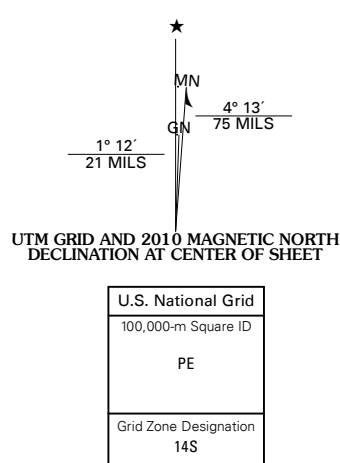 ★
MN
GN
4° 13´
75 MILS
1° 12´
21 MILS
UTM GRID AND 2010 MAGNETIC NORTH
DECLINATION AT CENTER OF SHEET
U.S. National Grid
100,000-m Square ID
PE
Grid Zone Designation
14S